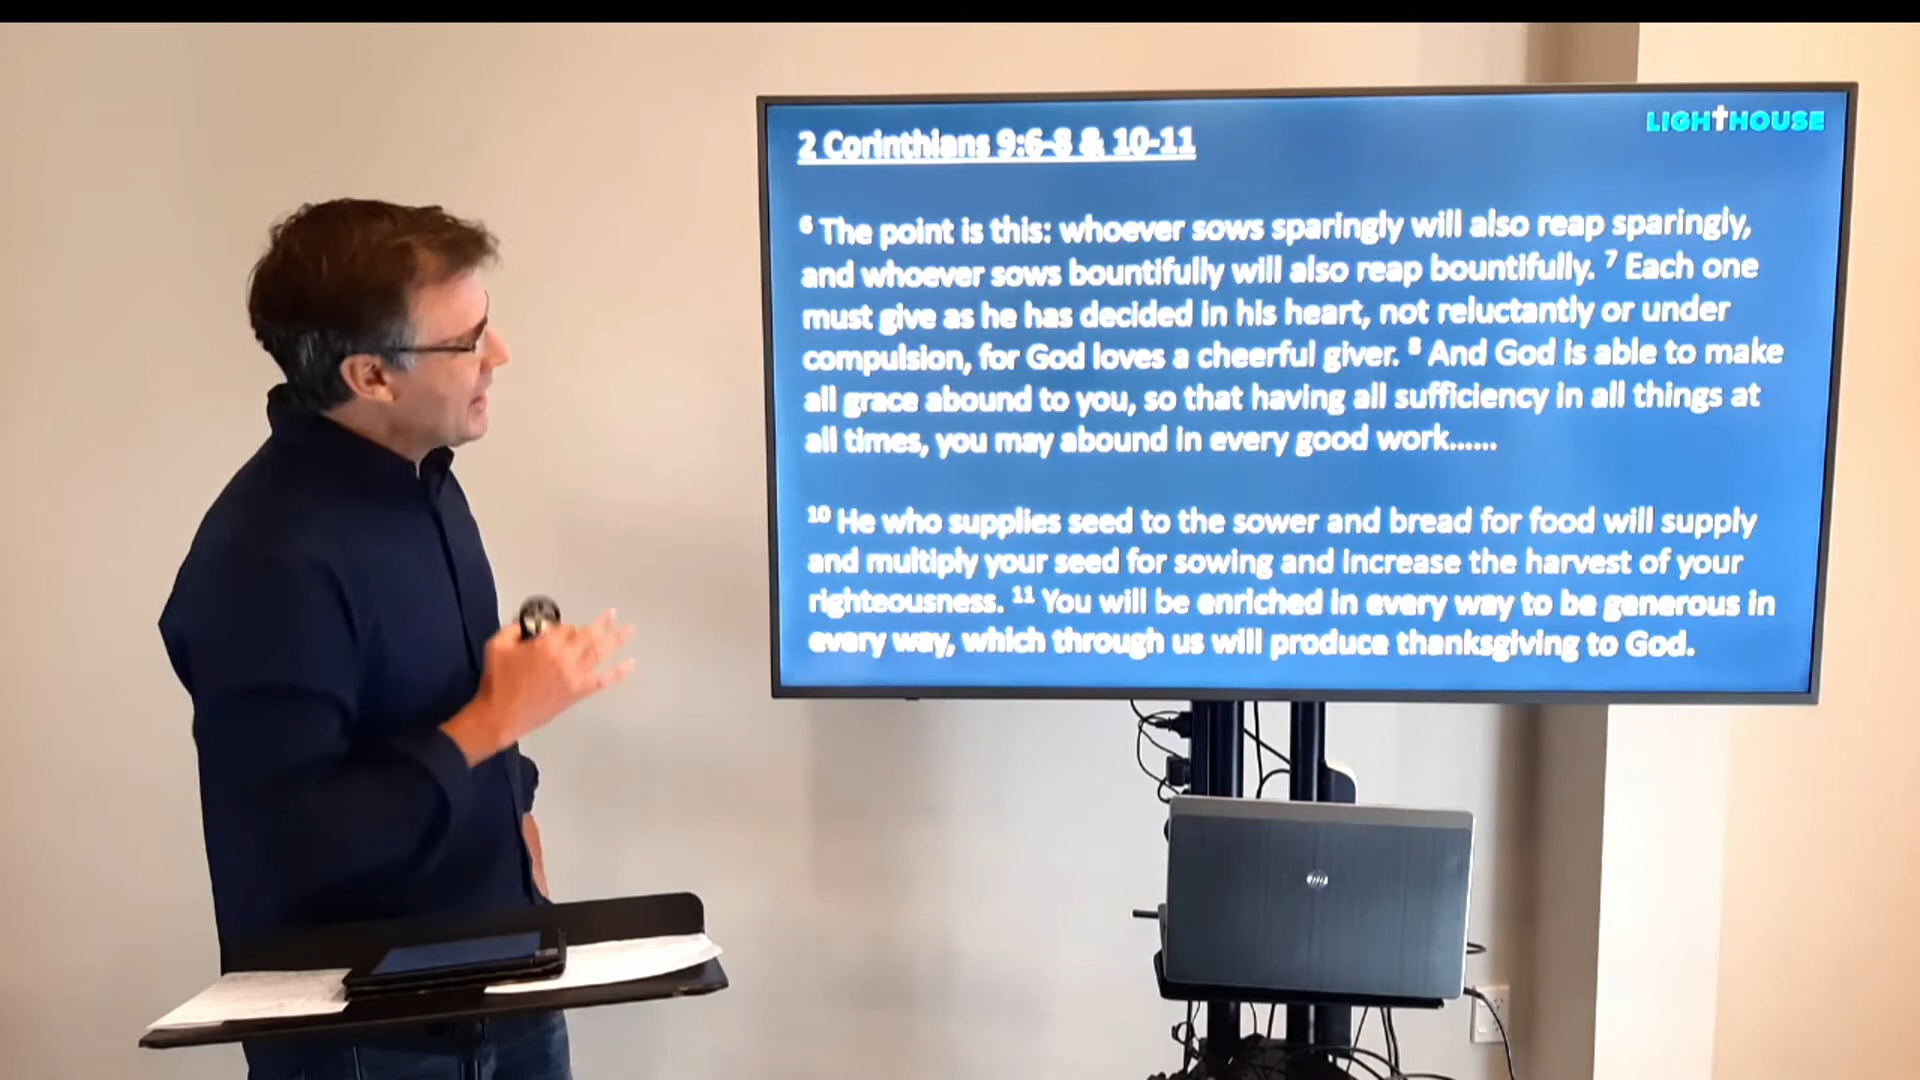 LIGHTHOUSE
2 Corinthians 9:6-8 & 10-11
6 The point is this: whoever sows sparingly will also reap sparingly,
and whoever sows bountifully will also reap bountifully. 7 Each one
must give as he has decided in his heart, not reluctantly or under
compulsion, for God loves a cheerful giver. 8 And God is able to make
all grace abound to you, so that having all sufficiency in all things at
all times, you may abound in every good work......
10 He who supplies seed to the sower and bread for food will supply
and multiply your seed for sowing and increase the harvest of your
righteousness. 11 You will be enriched in every way to be generous in
every way, which through us will produce thanksgiving to God.
hp